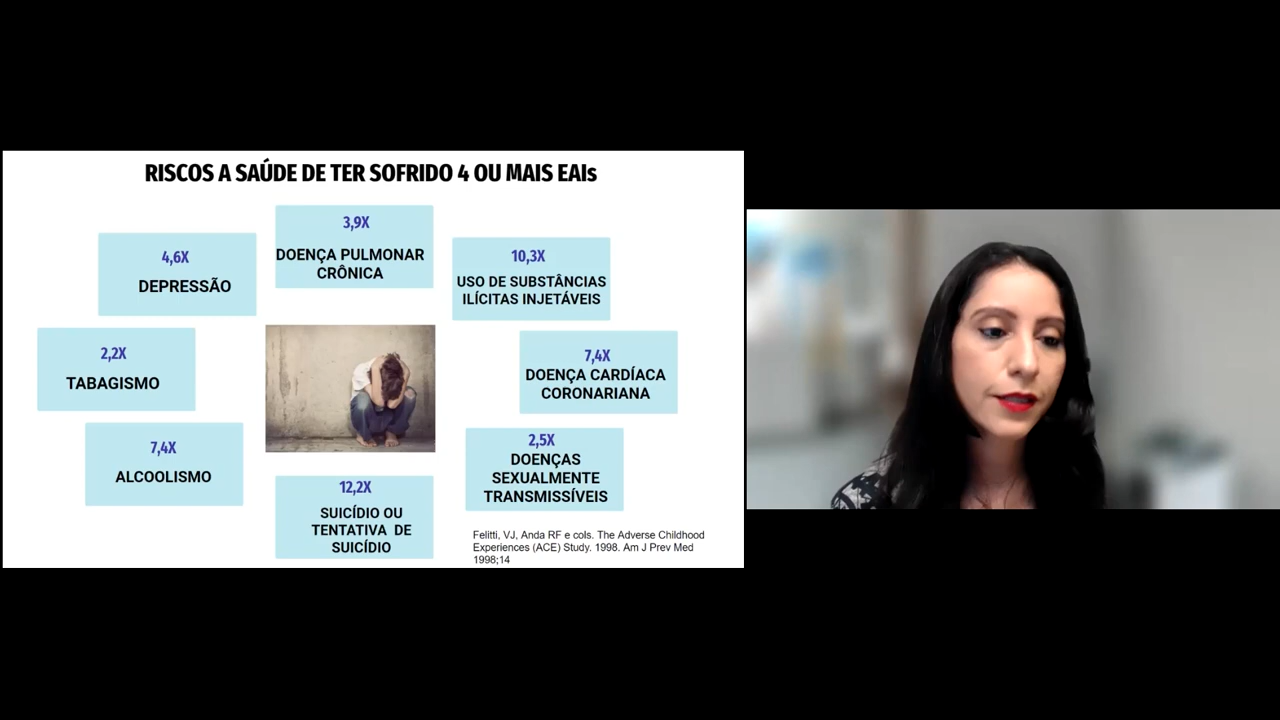 RISCOS A SAÚDE DE TER SOFRIDO 4 OU MAIS EAIs
3,9X
DOENÇA PULMONAR
CRÔNICA
4,6X
DEPRESSÃO
10,3X
USO DE SUBSTÂNCIAS
ILÍCITAS INJETÁVEIS
2,2X
TABAGISMO
7,4X
DOENÇA CARDÍACA
CORONARIANA
7,4X
ALCOOLISMO
2,5X
DOENÇAS
SEXUALMENTE
TRANSMISSÍVEIS
12,2X
SUICÍDIO OU
TENTATIVA DE
SUICÍDIO
Felitti, VJ, Anda RF e cols. The Adverse Childhood
Experiences (ACE) Study. 1998. Am J Prev Med
1998;14